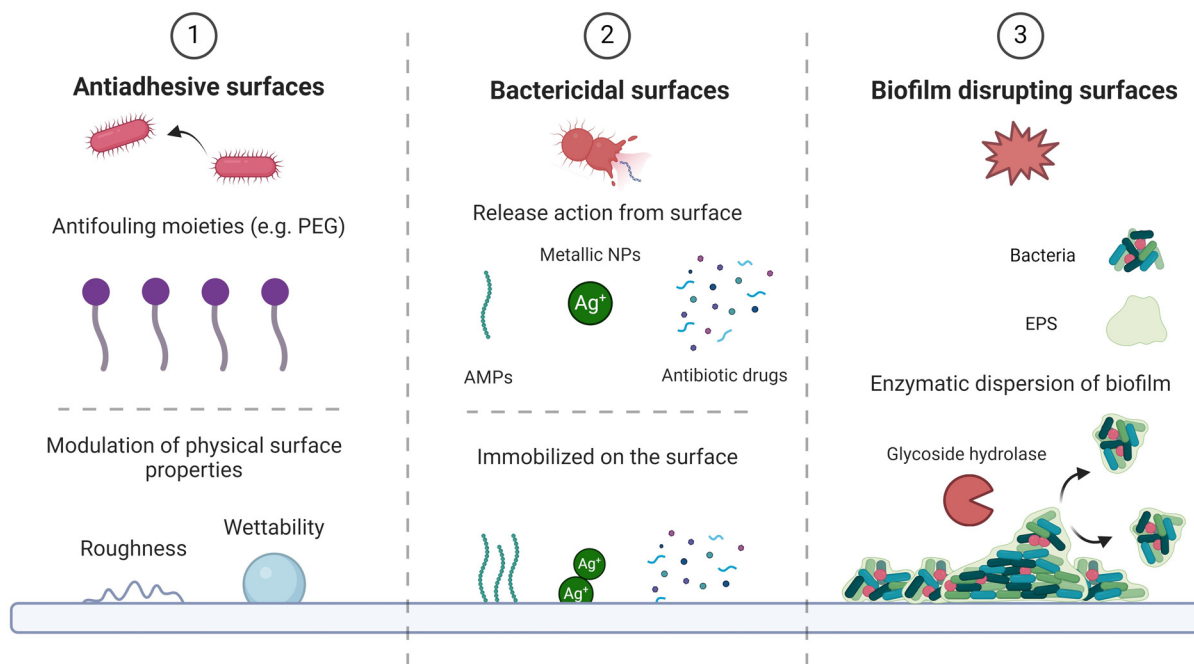 1
Antiadhesive surfaces
Antifouling moieties (e.g. PEG)
Modulation of physical surface
properties
Roughness
Wettability
2
Bactericidal surfaces
Release action from surface
Metallic NPs
Ag⁺
AMPs
Antibiotic drugs
Immobilized on the surface
Ag⁺
Ag⁺
3
Biofilm disrupting surfaces
Bacteria
EPS
Enzymatic dispersion of biofilm
Glycoside hydrolase